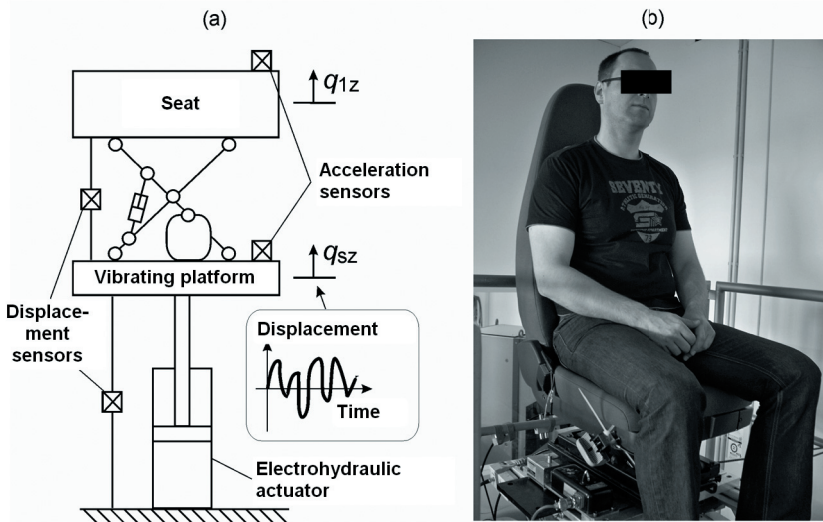 (a)
(b)
q1z
Seat
Acceleration
sensors
qsz
Vibrating platform
Displace-
ment
sensors
Displacement
Time
Electrohydraulic
actuator
SEVENTY